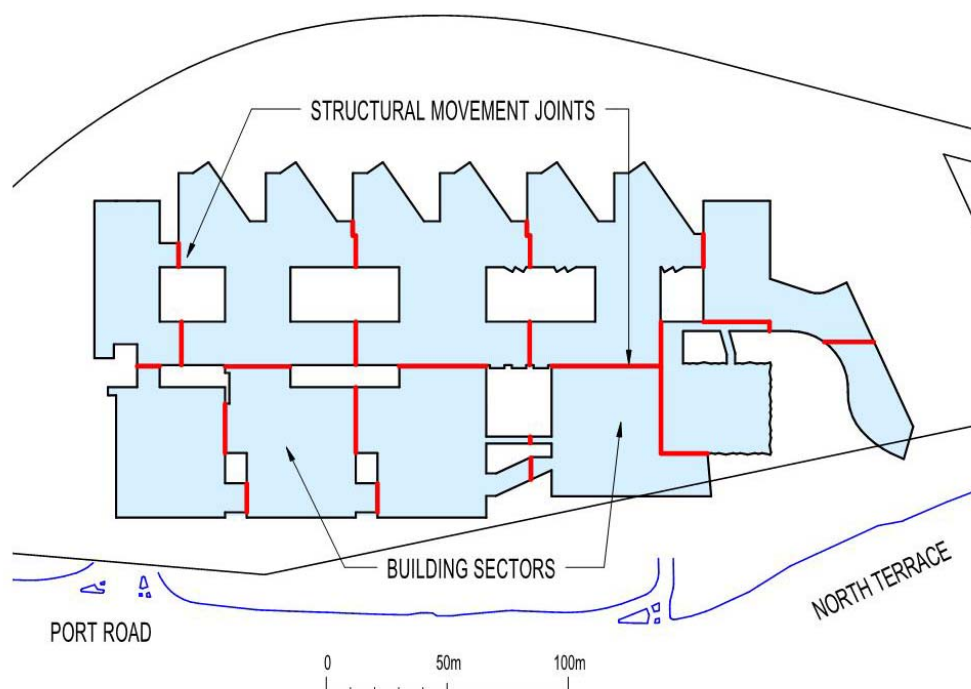 STRUCTURAL MOVEMENT JOINTS
BUILDING SECTORS
NORTH TERRACE
PORT ROAD
0 50m 100m